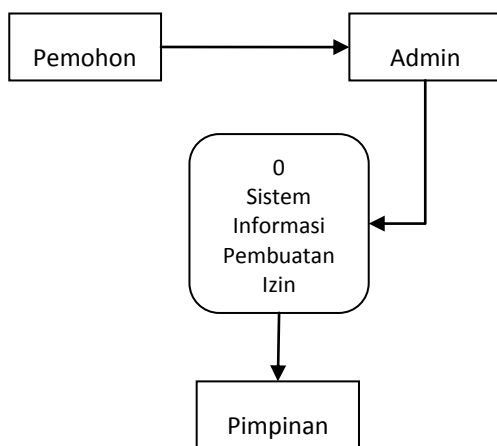 Pemohon
Admin
0
Sistem
Informasi
Pembuatan
Izin
Pimpinan